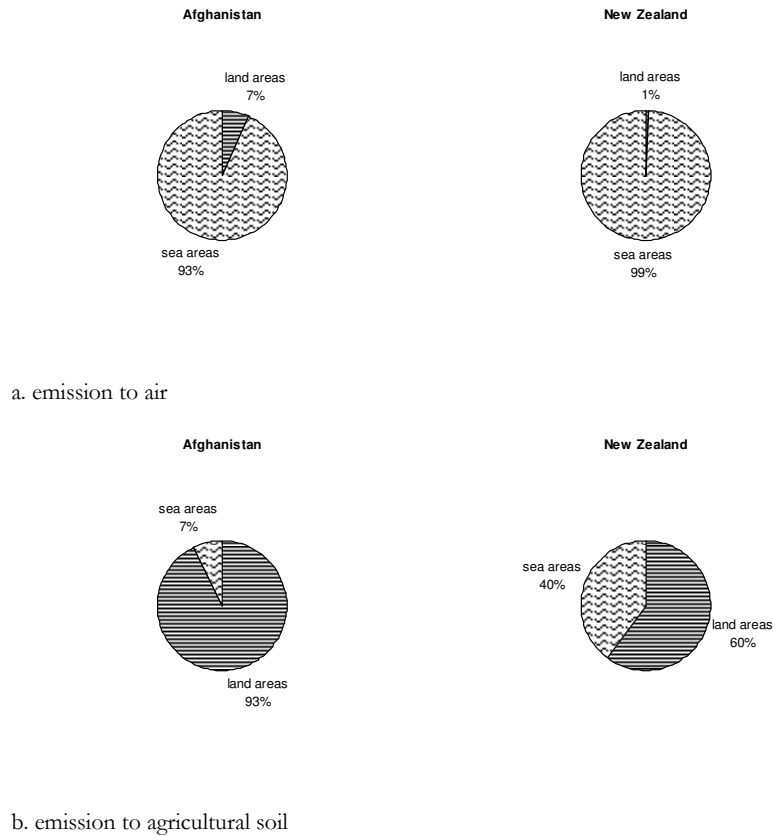 Afghanistan
New Zealand
land areas
7%
land areas
1%
sea areas
93%
sea areas
99%
a. emission to air
Afghanistan
New Zealand
sea areas
7%
sea areas
40%
land areas
60%
land areas
93%
b. emission to agricultural soil